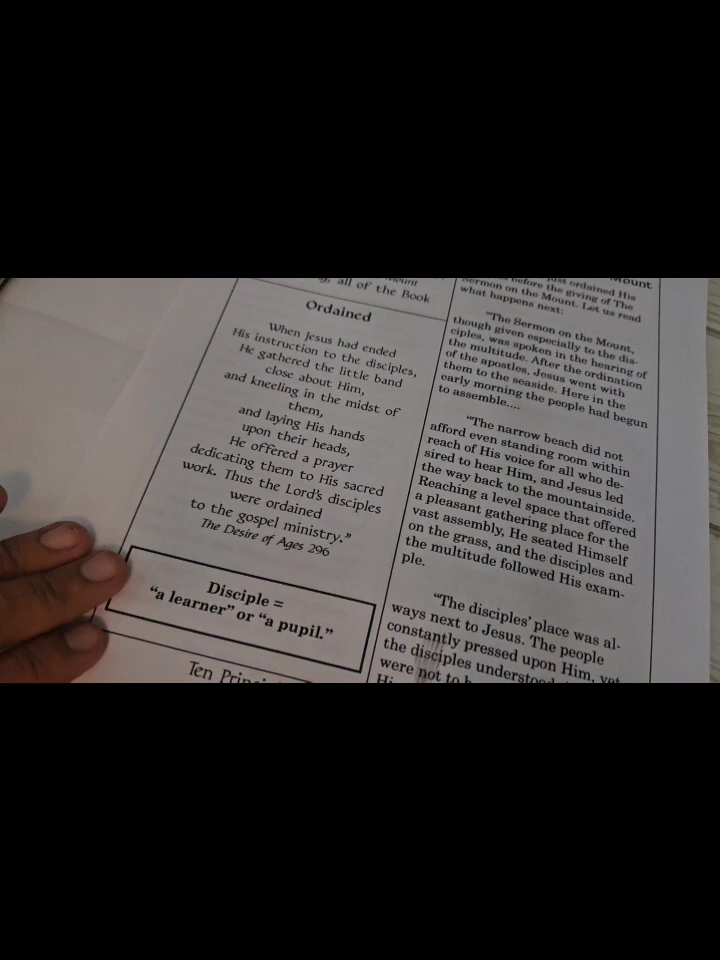 Mount
all of the Book
Ordained
When Jesus had ended
His instruction to the disciples,
He gathered the little band
close about Him,
and kneeling in the midst of
them,
and laying His hands
upon their heads,
He offered a prayer
dedicating them to His sacred
work. Thus the Lord's disciples
were ordained
to the gospel ministry."
The Desire of Ages 296
Disciple =
"a learner" or "a pupil."
Ten
Mount
just ordained His
before the giving of The
Sermon on the Mount. Let us read
what happens next:
"The Sermon on the Mount,
though given especially to the dis-
ciples, was spoken in the hearing of
the multitude. After the ordination
of the apostles, Jesus went with
them to the seaside. Here in the
early morning the people had begun
to assemble....
"The narrow beach did not
afford even standing room within
reach of His voice for all who de-
sired to hear Him, and Jesus led
the way back to the mountainside.
Reaching a level space that offered
a pleasant gathering place for the
vast assembly, He seated Himself
on the grass, and the disciples and
the multitude followed His exam-
ple.
"The disciples' place was al-
ways next to Jesus. The people
constantly pressed upon Him, yet
the disciples understood
were not to